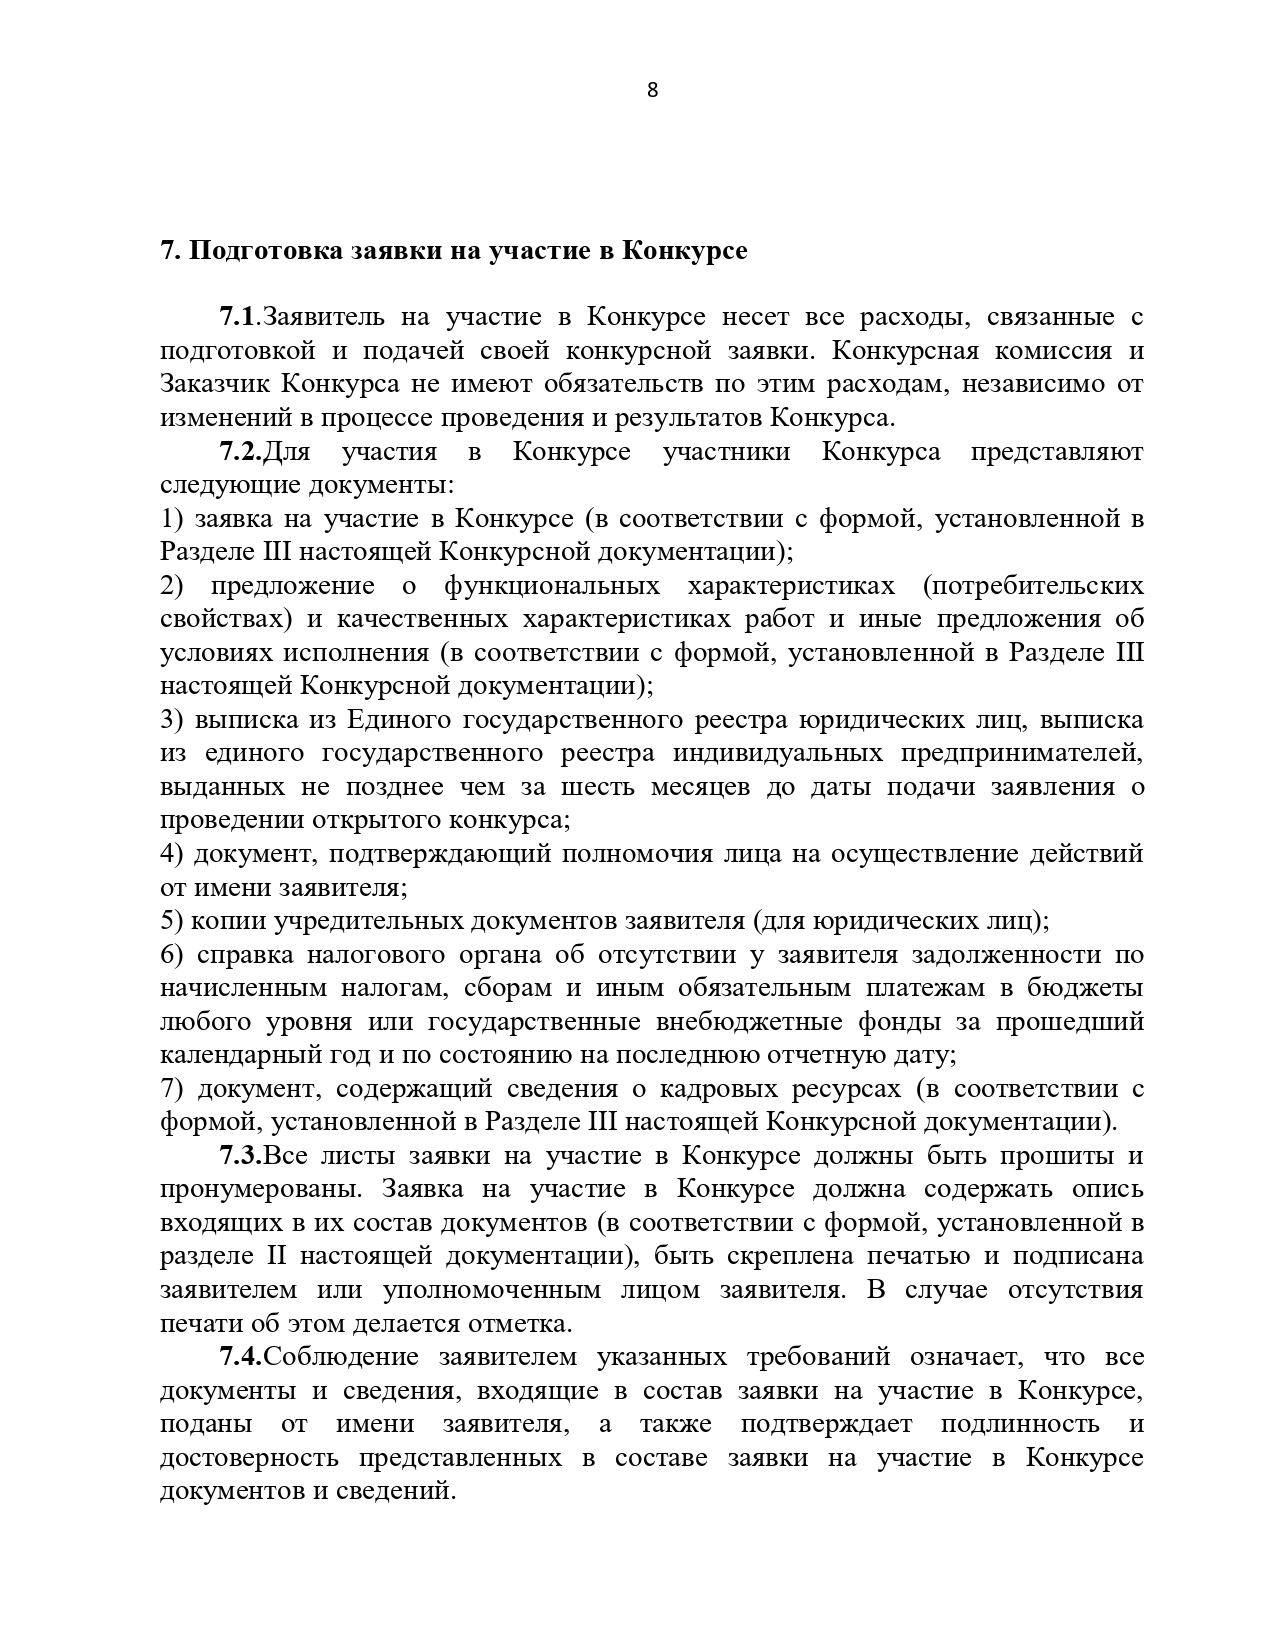 8
7. Подготовка заявки на участие в Конкурсе
7.1.Заявитель на участие в Конкурсе несет все расходы, связанные с
подготовкой и подачей своей конкурсной заявки. Конкурсная комиссия и
Заказчик Конкурса не имеют обязательств по этим расходам, независимо от
изменений в процессе проведения и результатов Конкурса.
7.2.Для участия в Конкурсе участники Конкурса представляют
следующие документы:
1) заявка на участие в Конкурсе (в соответствии с формой, установленной в
Разделе III настоящей Конкурсной документации);
2) предложение о функциональных характеристиках (потребительских
свойствах) и качественных характеристиках работ и иные предложения об
условиях исполнения (в соответствии с формой, установленной в Разделе III
настоящей Конкурсной документации);
3) выписка из Единого государственного реестра юридических лиц, выписка
из единого государственного реестра индивидуальных предпринимателей,
выданных не позднее чем за шесть месяцев до даты подачи заявления о
проведении открытого конкурса;
4) документ, подтверждающий полномочия лица на осуществление действий
от имени заявителя;
5) копии учредительных документов заявителя (для юридических лиц);
6) справка налогового органа об отсутствии у заявителя задолженности по
начисленным налогам, сборам и иным обязательным платежам в бюджеты
любого уровня или государственные внебюджетные фонды за прошедший
календарный год и по состоянию на последнюю отчетную дату;
7) документ, содержащий сведения о кадровых ресурсах (в соответствии с
формой, установленной в Разделе III настоящей Конкурсной документации).
7.3.Все листы заявки на участие в Конкурсе должны быть прошиты и
пронумерованы. Заявка на участие в Конкурсе должна содержать опись
входящих в их состав документов (в соответствии с формой, установленной в
разделе II настоящей документации), быть скреплена печатью и подписана
заявителем или уполномоченным лицом заявителя. В случае отсутствия
печати об этом делается отметка.
7.4.Соблюдение заявителем указанных требований означает, что все
документы и сведения, входящие в состав заявки на участие в Конкурсе,
поданы от имени заявителя, а также подтверждает подлинность и
достоверность представленных в составе заявки на участие в Конкурсе
документов и сведений.